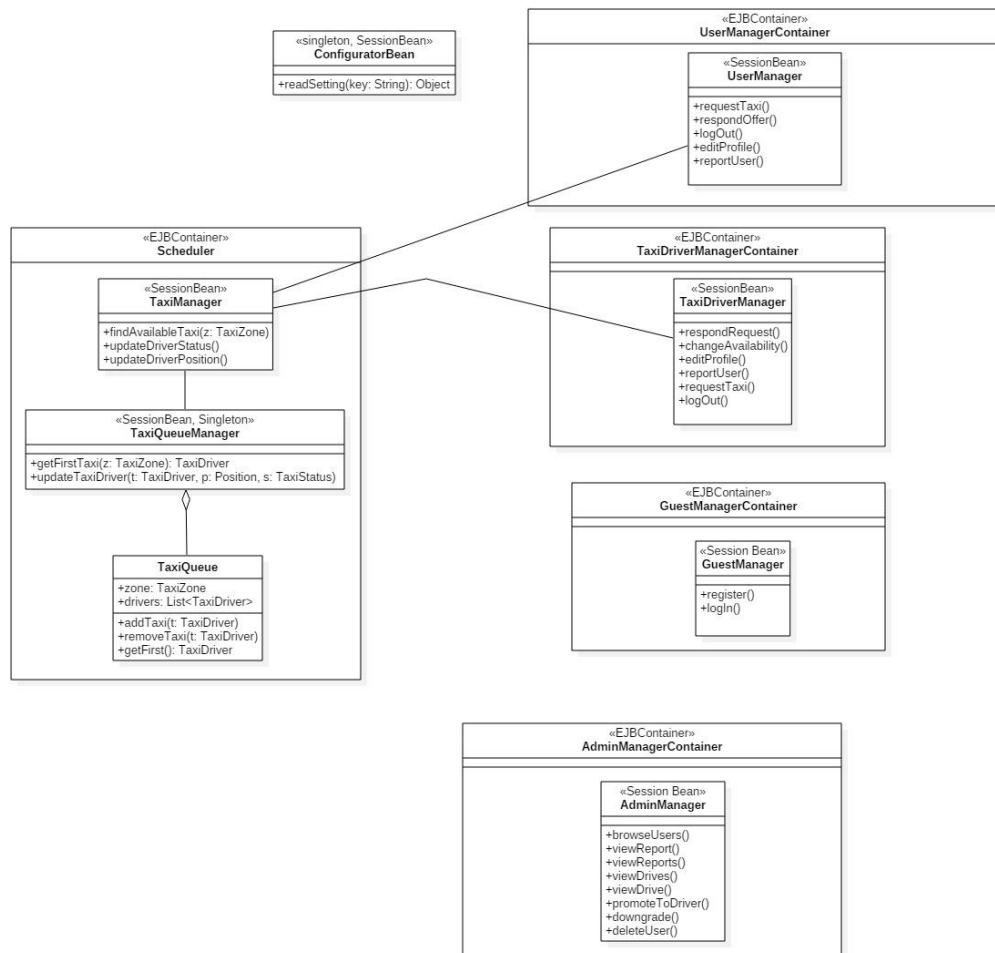 «singleton, SessionBean»
ConfiguratorBean
+readSetting(key: String): Object
«EJBContainer»
UserManagerContainer
«SessionBean»
UserManager
+requestTaxi()
+respondOffer()
+logOut()
+editProfile()
+reportUser()
«EJBContainer»
Scheduler
«SessionBean»
TaxiManager
+findAvailableTaxi(z: TaxiZone)
+updateDriverStatus()
+updateDriverPosition()
«SessionBean, Singleton»
TaxiQueueManager
+getFirstTaxi(z: TaxiZone): TaxiDriver
+updateTaxiDriver(t: TaxiDriver, p: Position, s: TaxiStatus)
TaxiQueue
+zone: TaxiZone
+drivers: List<TaxiDriver>
+addTaxi(t: TaxiDriver)
+removeTaxi(t: TaxiDriver)
+getFirst(): TaxiDriver
«EJBContainer»
TaxiDriverManagerContainer
«SessionBean»
TaxiDriverManager
+respondRequest()
+changeAvailability()
+editProfile()
+reportUser()
+requestTaxi()
+logOut()
«EJBContainer»
GuestManagerContainer
«Session Bean»
GuestManager
+register()
+logIn()
«EJBContainer»
AdminManagerContainer
«Session Bean»
AdminManager
+browseUsers()
+viewReport()
+viewReports()
+viewDrives()
+viewDrive()
+promoteToDriver()
+downgrade()
+deleteUser()